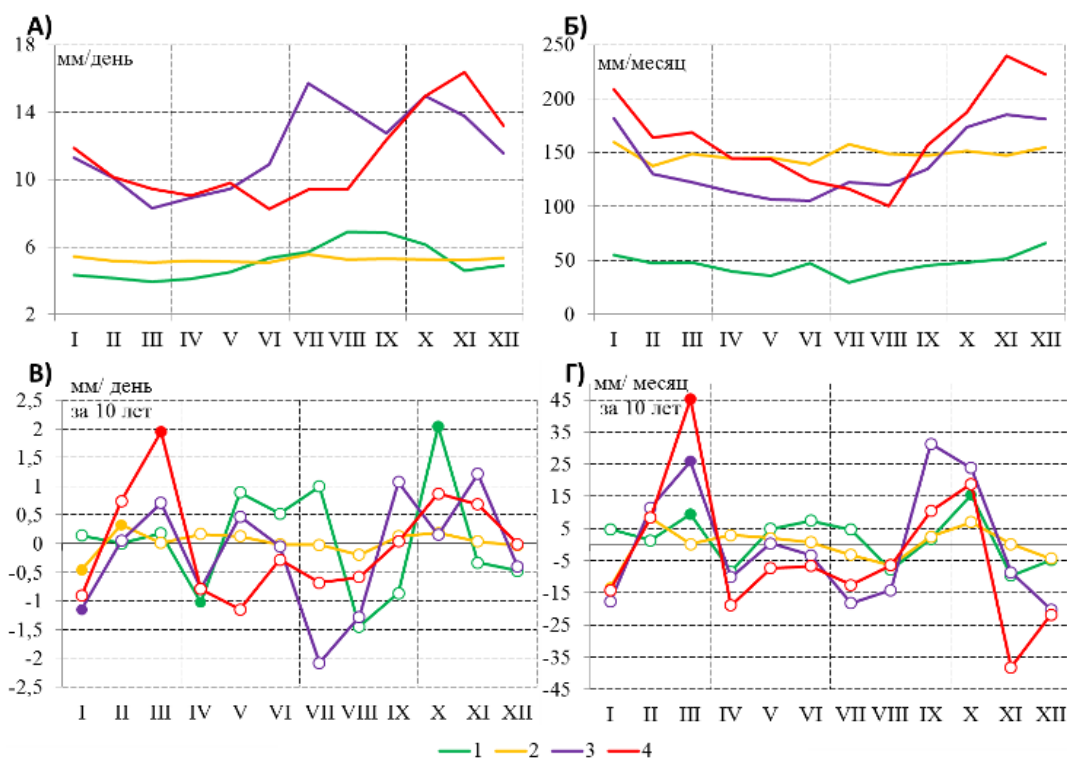 А)
18
мм/день
14
10
6
2
I II III IV V VI VII VIII IX X XI XII
Б)
250
мм/месяц
200
150
100
50
0
I II III IV V VI VII VIII IX X XI XII
В)
мм/ день
2,5
за 10 лет
2
1,5
1
0,5
0
-0,5
-1
-1,5
-2
-2,5
I II III IV V VI VII VIII IX X XI XII
Г)
мм/ месяц
45
за 10 лет
35
25
15
5
-5
-15
-25
-35
-45
I II III IV V VI VII VIII IX X XI XII
1 2 3 4